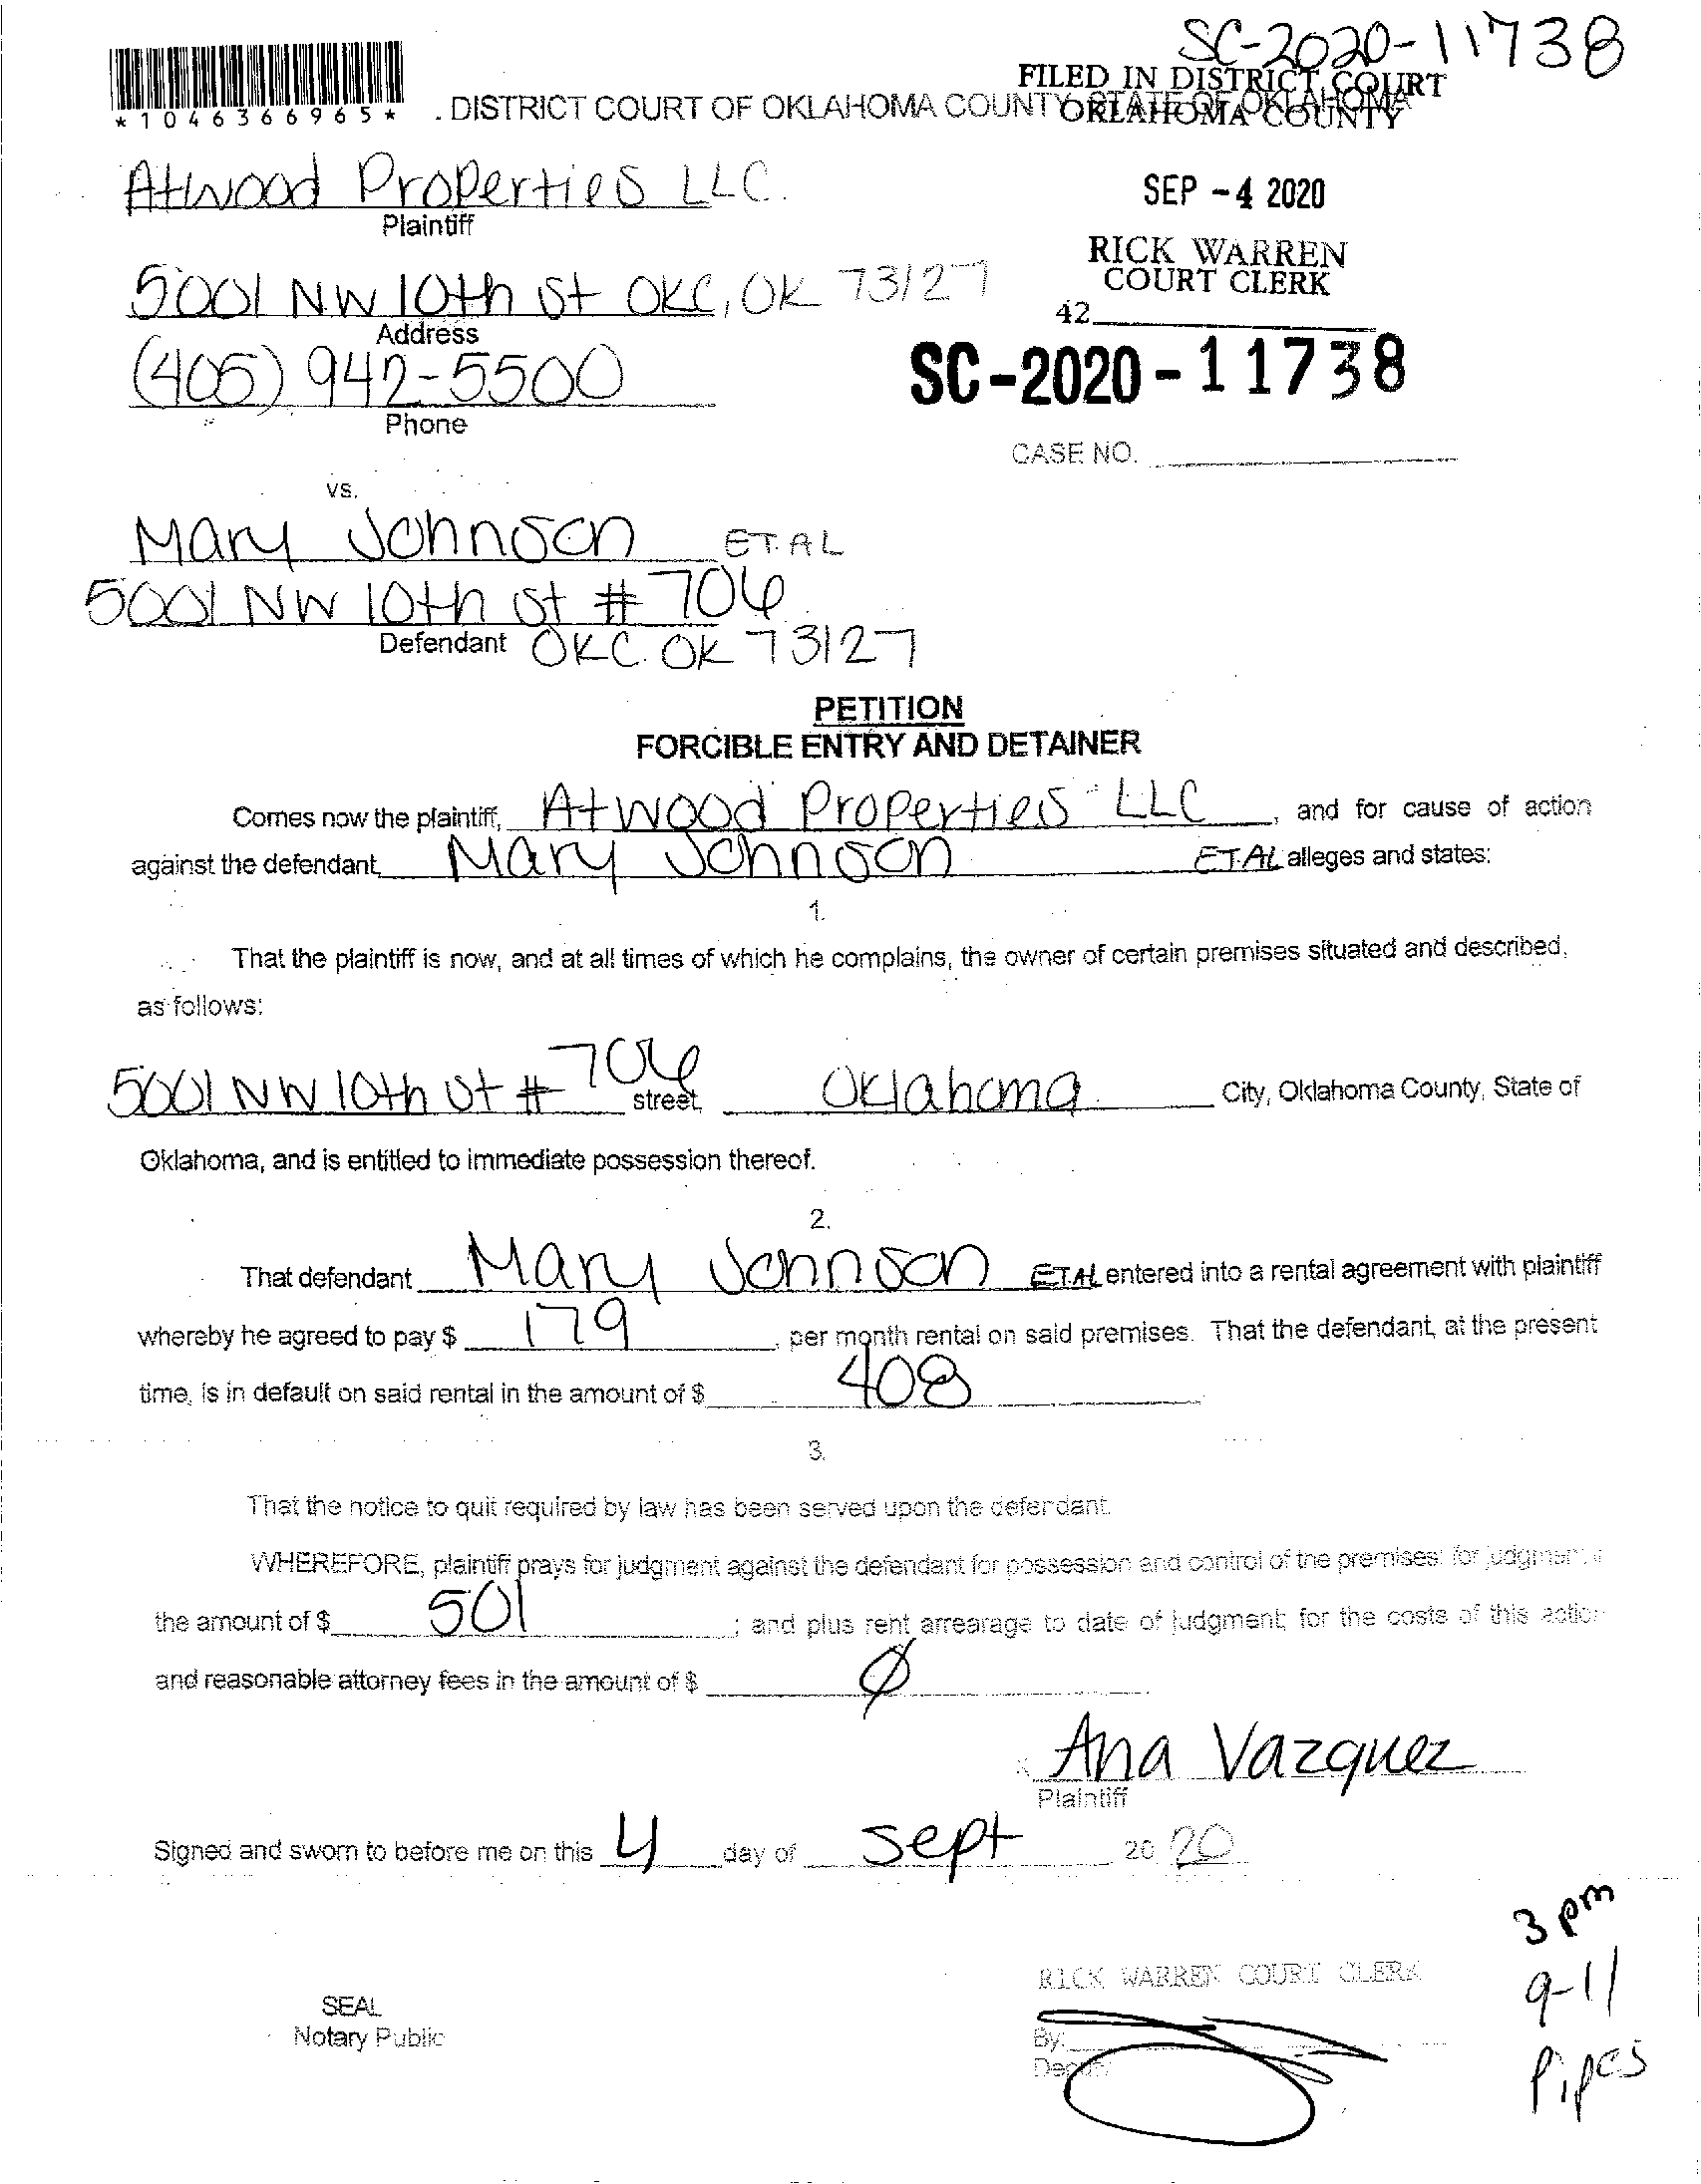 SC-2020-11738
FILED IN DISTRICT COURT
OKLAHOMA COUNTY
*1046366965*
. DISTRICT COURT OF OKLAHOMA COUNTY STATE OF OKLAHOMA
Atwood Properties LLC.
Plaintiff
SEP -4 2020
RICK WARREN
COURT CLERK
42
5001 NW 10th St OKC, OK 73127
Address
(405) 942-5500
Phone
SC-2020-11738
CASE NO.
vs.
Mary Johnson ET.AL
5001 NW 10th St # 706
Defendant OKC. OK 73127
PETITION
FORCIBLE ENTRY AND DETAINER
Comes now the plaintiff, Atwood Properties LLC, and for cause of action
against the defendant, Mary Johnson ET.AL alleges and states:
1.
That the plaintiff is now, and at all times of which he complains, the owner of certain premises situated and described,
as follows:
5001 NW 10th St # 706 street, Oklahoma City, Oklahoma County, State of
Oklahoma, and is entitled to immediate possession thereof.
2.
That defendant Mary Johnson ET.AL entered into a rental agreement with plaintiff
whereby he agreed to pay $ 179, per month rental on said premises. That the defendant, at the present
time, is in default on said rental in the amount of $ 408
3.
That the notice to quit required by law has been served upon the defendant.
WHEREFORE, plaintiff prays for judgment against the defendant for possession and control of the premises: for judgment
the amount of $ 501; and plus rent arrearage to date of judgment; for the costs of this action
and reasonable attorney fees in the amount of $ Ø
Ana Vazquez
Plaintiff
Signed and sworn to before me on this 4 day of Sept 2020
3 pm
9-11
Pipes
RICK WARREN COURT CLERK
SEAL
Notary Public
By:
Deputy